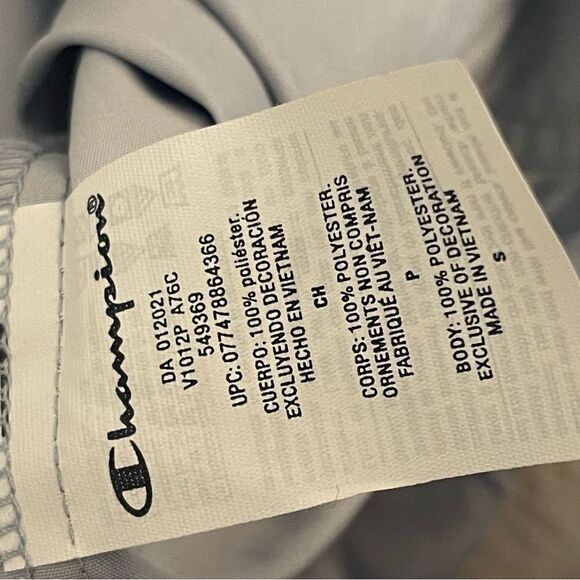 Champion®
DA 012021
V1012P A76C
549369
UPC: 077478864366
CUERPO: 100% poliéster.
EXCLUYENDO DECORACIÓN
HECHO EN VIETNAM
CH
CORPS: 100% POLYESTER.
ORNEMENTS NON COMPRIS
FABRIQUÉ AU VIÊT-NAM
P
BODY: 100% POLYESTER.
EXCLUSIVE OF DECORATION
MADE IN VIETNAM
S